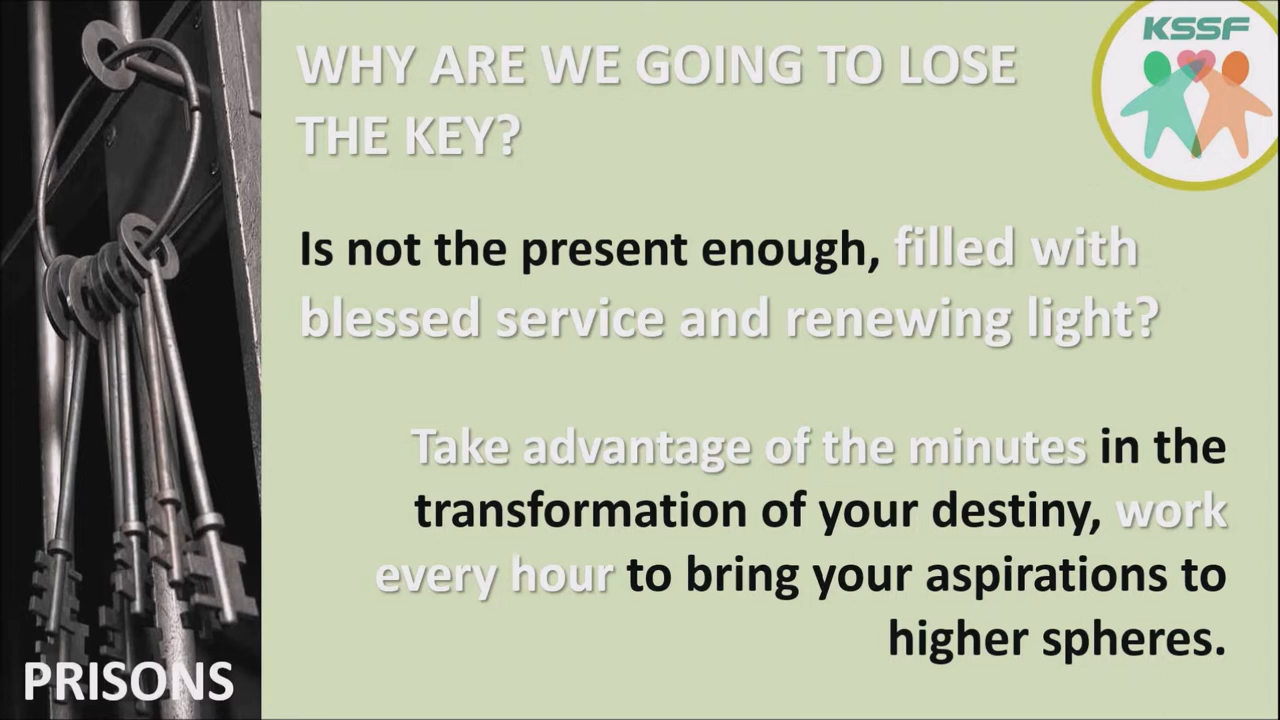 KSSF
WHY ARE WE GOING TO LOSE
THE KEY?
Is not the present enough, filled with
blessed service and renewing light?
Take advantage of the minutes in the
transformation of your destiny, work
every hour to bring your aspirations to
higher spheres.
PRISONS